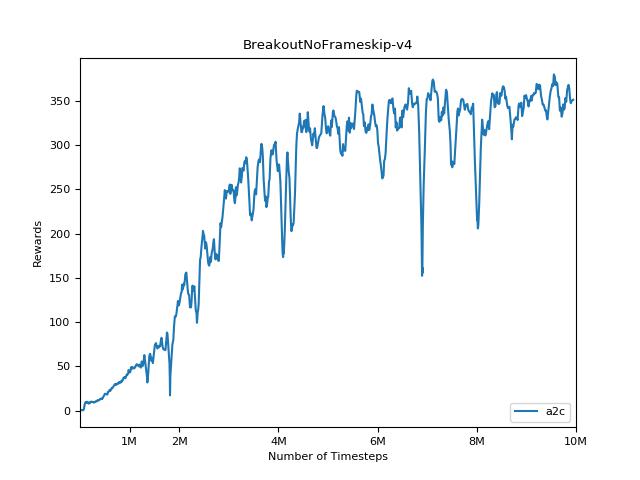 BreakoutNoFrameskip-v4
Rewards
350
300
250
200
150
100
50
0
a2c
1M
2M
4M
6M
8M
10M
Number of Timesteps